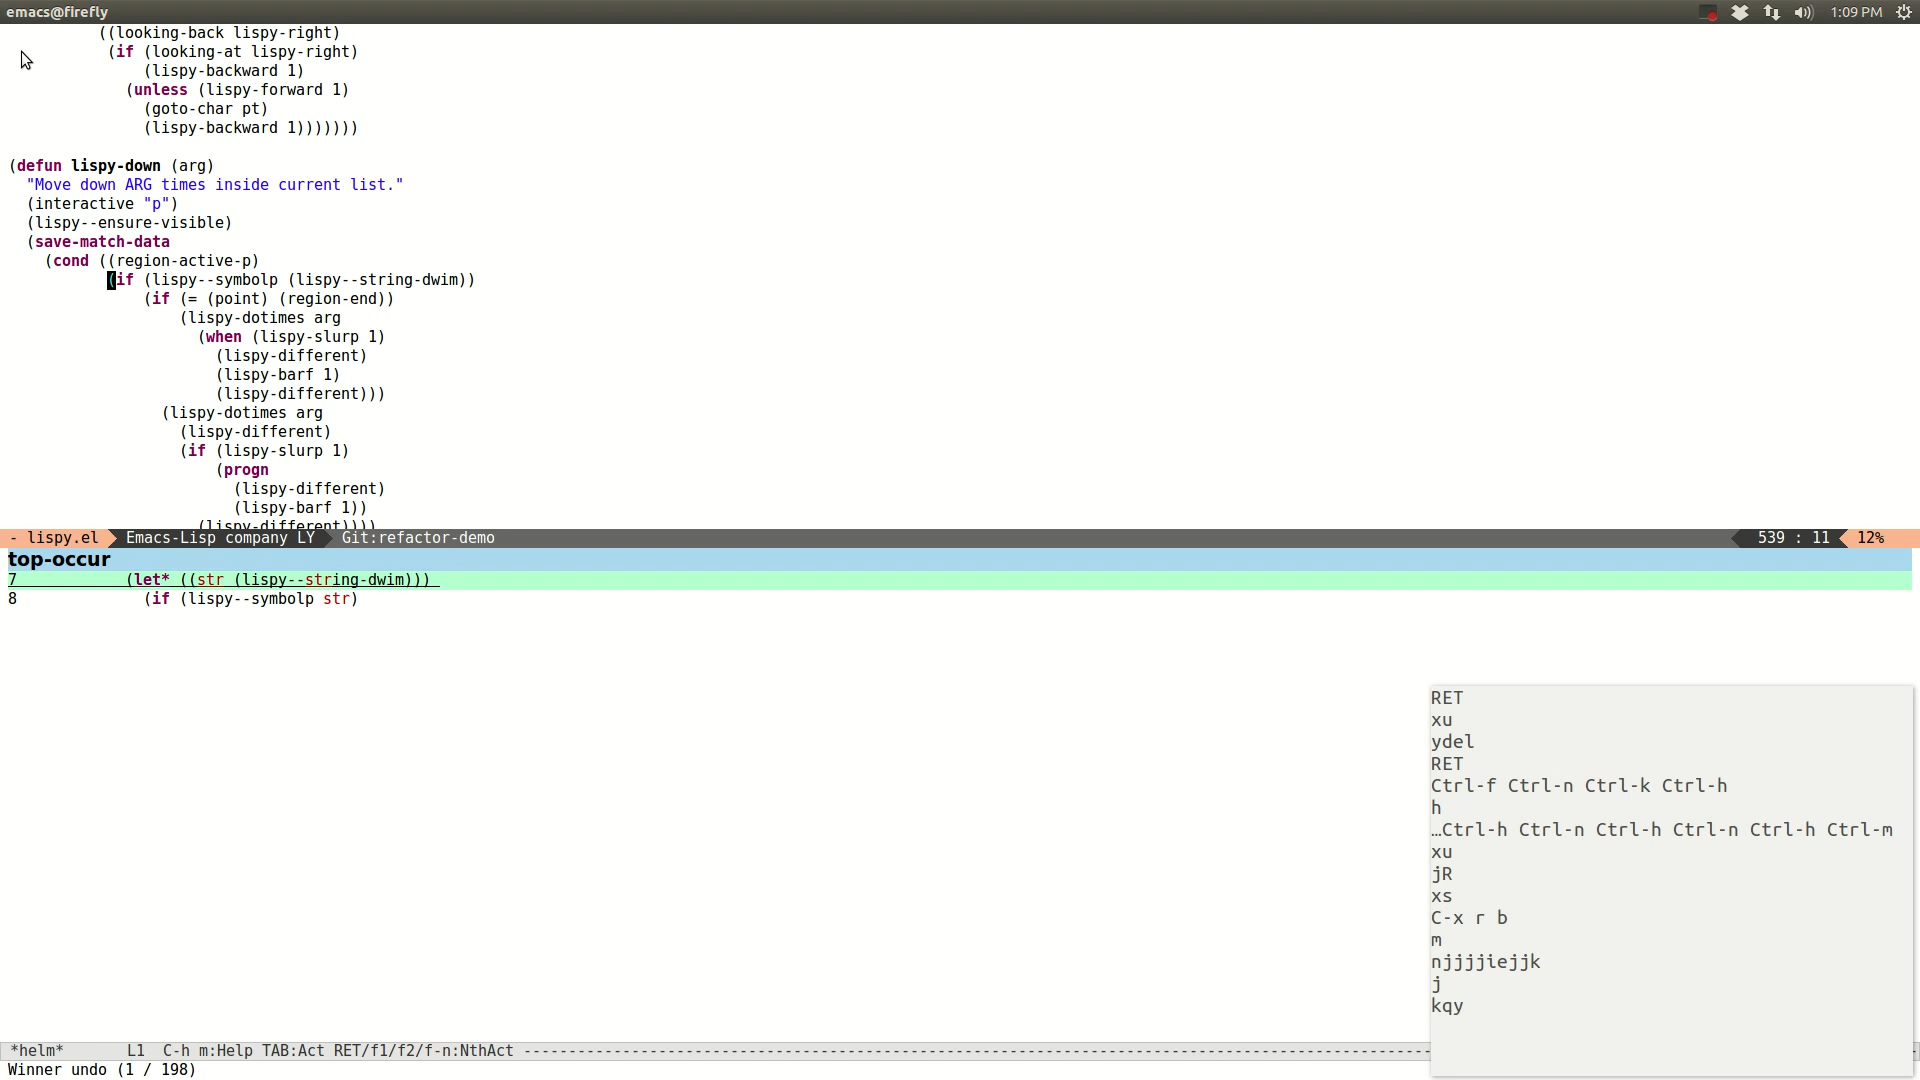 emacs@firefly 1:09 PM
((looking-back lispy-right)
(if (looking-at lispy-right)
(lispy-backward 1)
(unless (lispy-forward 1)
(goto-char pt)
(lispy-backward 1)))))))
(defun lispy-down (arg)
"Move down ARG times inside current list."
(interactive "p")
(lispy--ensure-visible)
(save-match-data
(cond ((region-active-p)
(if (lispy--symbolp (lispy--string-dwim))
(if (= (point) (region-end))
(lispy-dotimes arg
(when (lispy-slurp 1)
(lispy-different)
(lispy-barf 1)
(lispy-different)))
(lispy-dotimes arg
(lispy-different)
(if (lispy-slurp 1)
(progn
(lispy-different)
(lispy-barf 1))
(lispy-different))))
- lispy.el Emacs-Lisp company LY Git:refactor-demo 539 : 11 12%
top-occur
7 (let* ((str (lispy--string-dwim)))
8 (if (lispy--symbolp str)
RET
xu
ydel
RET
Ctrl-f Ctrl-n Ctrl-k Ctrl-h
h
…Ctrl-h Ctrl-n Ctrl-h Ctrl-n Ctrl-h Ctrl-m
xu
jR
xs
C-x r b
m
njjjjiejjk
j
kqy
*helm* L1 C-h m:Help TAB:Act RET/f1/f2/f-n:NthAct
Winner undo (1 / 198)